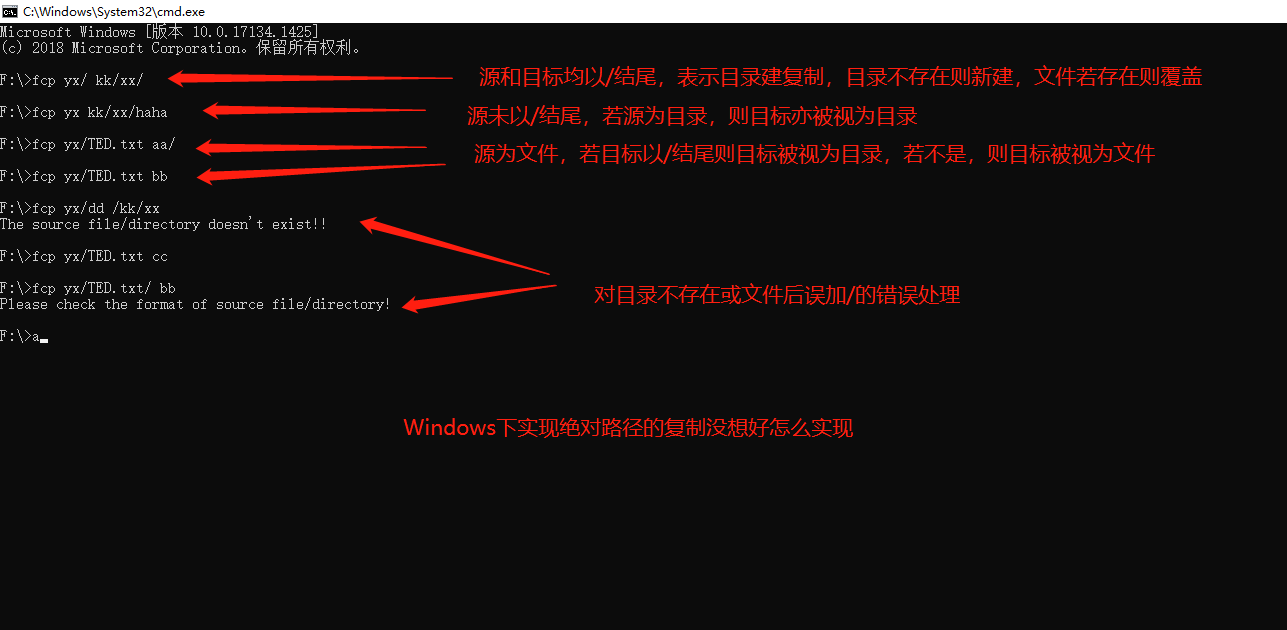 C:\Windows\System32\cmd.exe
Microsoft Windows [版本 10.0.17134.1425]
(c) 2018 Microsoft Corporation。保留所有权利。
F:\>fcp yx/ kk/xx/
源和目标均以/结尾，表示目录建复制，目录不存在则新建，文件若存在则覆盖
F:\>fcp yx kk/xx/haha
源未以/结尾，若源为目录，则目标亦被视为目录
F:\>fcp yx/TED.txt aa/
源为文件，若目标以/结尾则目标被视为目录，若不是，则目标被视为文件
F:\>fcp yx/TED.txt bb
F:\>fcp yx/dd /kk/xx
The source file/directory doesn't exist!!
F:\>fcp yx/TED.txt cc
F:\>fcp yx/TED.txt/ bb
对目录不存在或文件后误加/的错误处理
Please check the format of source file/directory!
F:\>a
Windows下实现绝对路径的复制没想好怎么实现